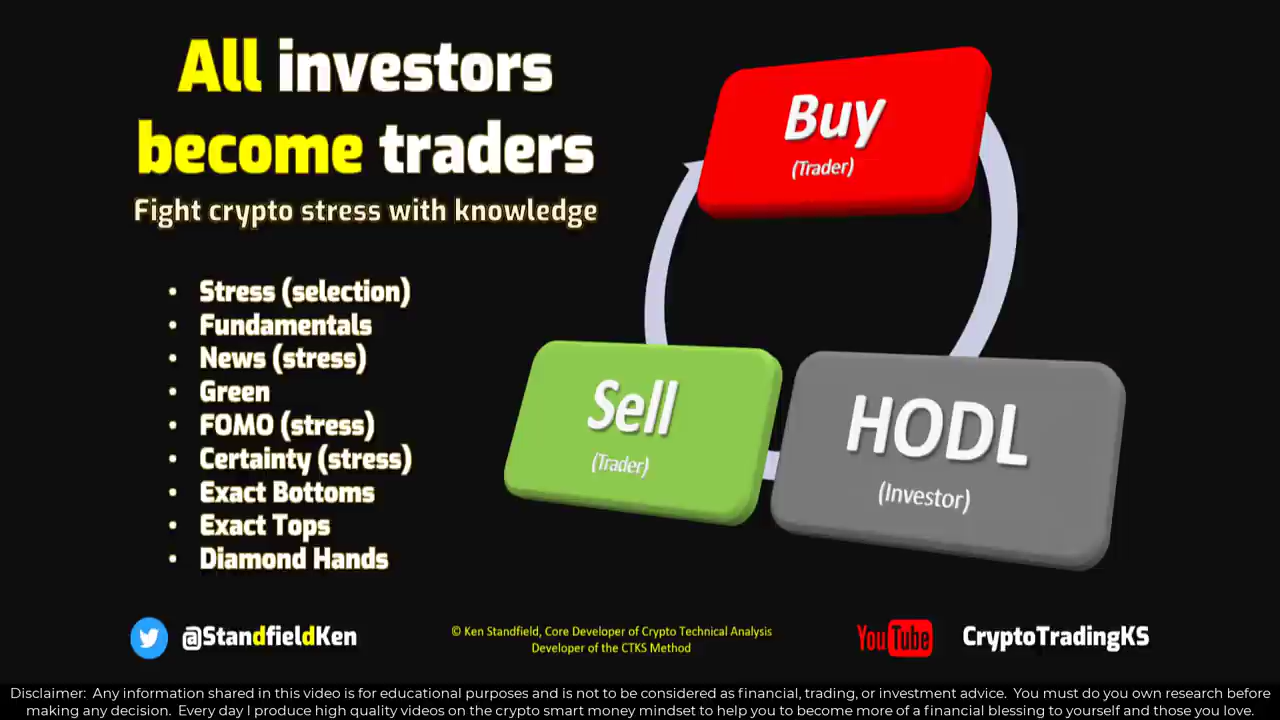 All investors
become traders
Fight crypto stress with knowledge
• Stress (selection)
• Fundamentals
• News (stress)
• Green
• FOMO (stress)
• Certainty (stress)
• Exact Bottoms
• Exact Tops
• Diamond Hands
Buy
(Trader)
Sell
(Trader)
HODL
(Investor)
@StandfieldKen
© Ken Standfield, Core Developer of Crypto Technical Analysis
Developer of the CTKS Method
YouTube
CryptoTradingKS
Disclaimer: Any information shared in this video is for educational purposes and is not to be considered as financial, trading, or investment advice. You must do you own research before
making any decision. Every day I produce high quality videos on the crypto smart money mindset to help you to become more of a financial blessing to yourself and those you love.